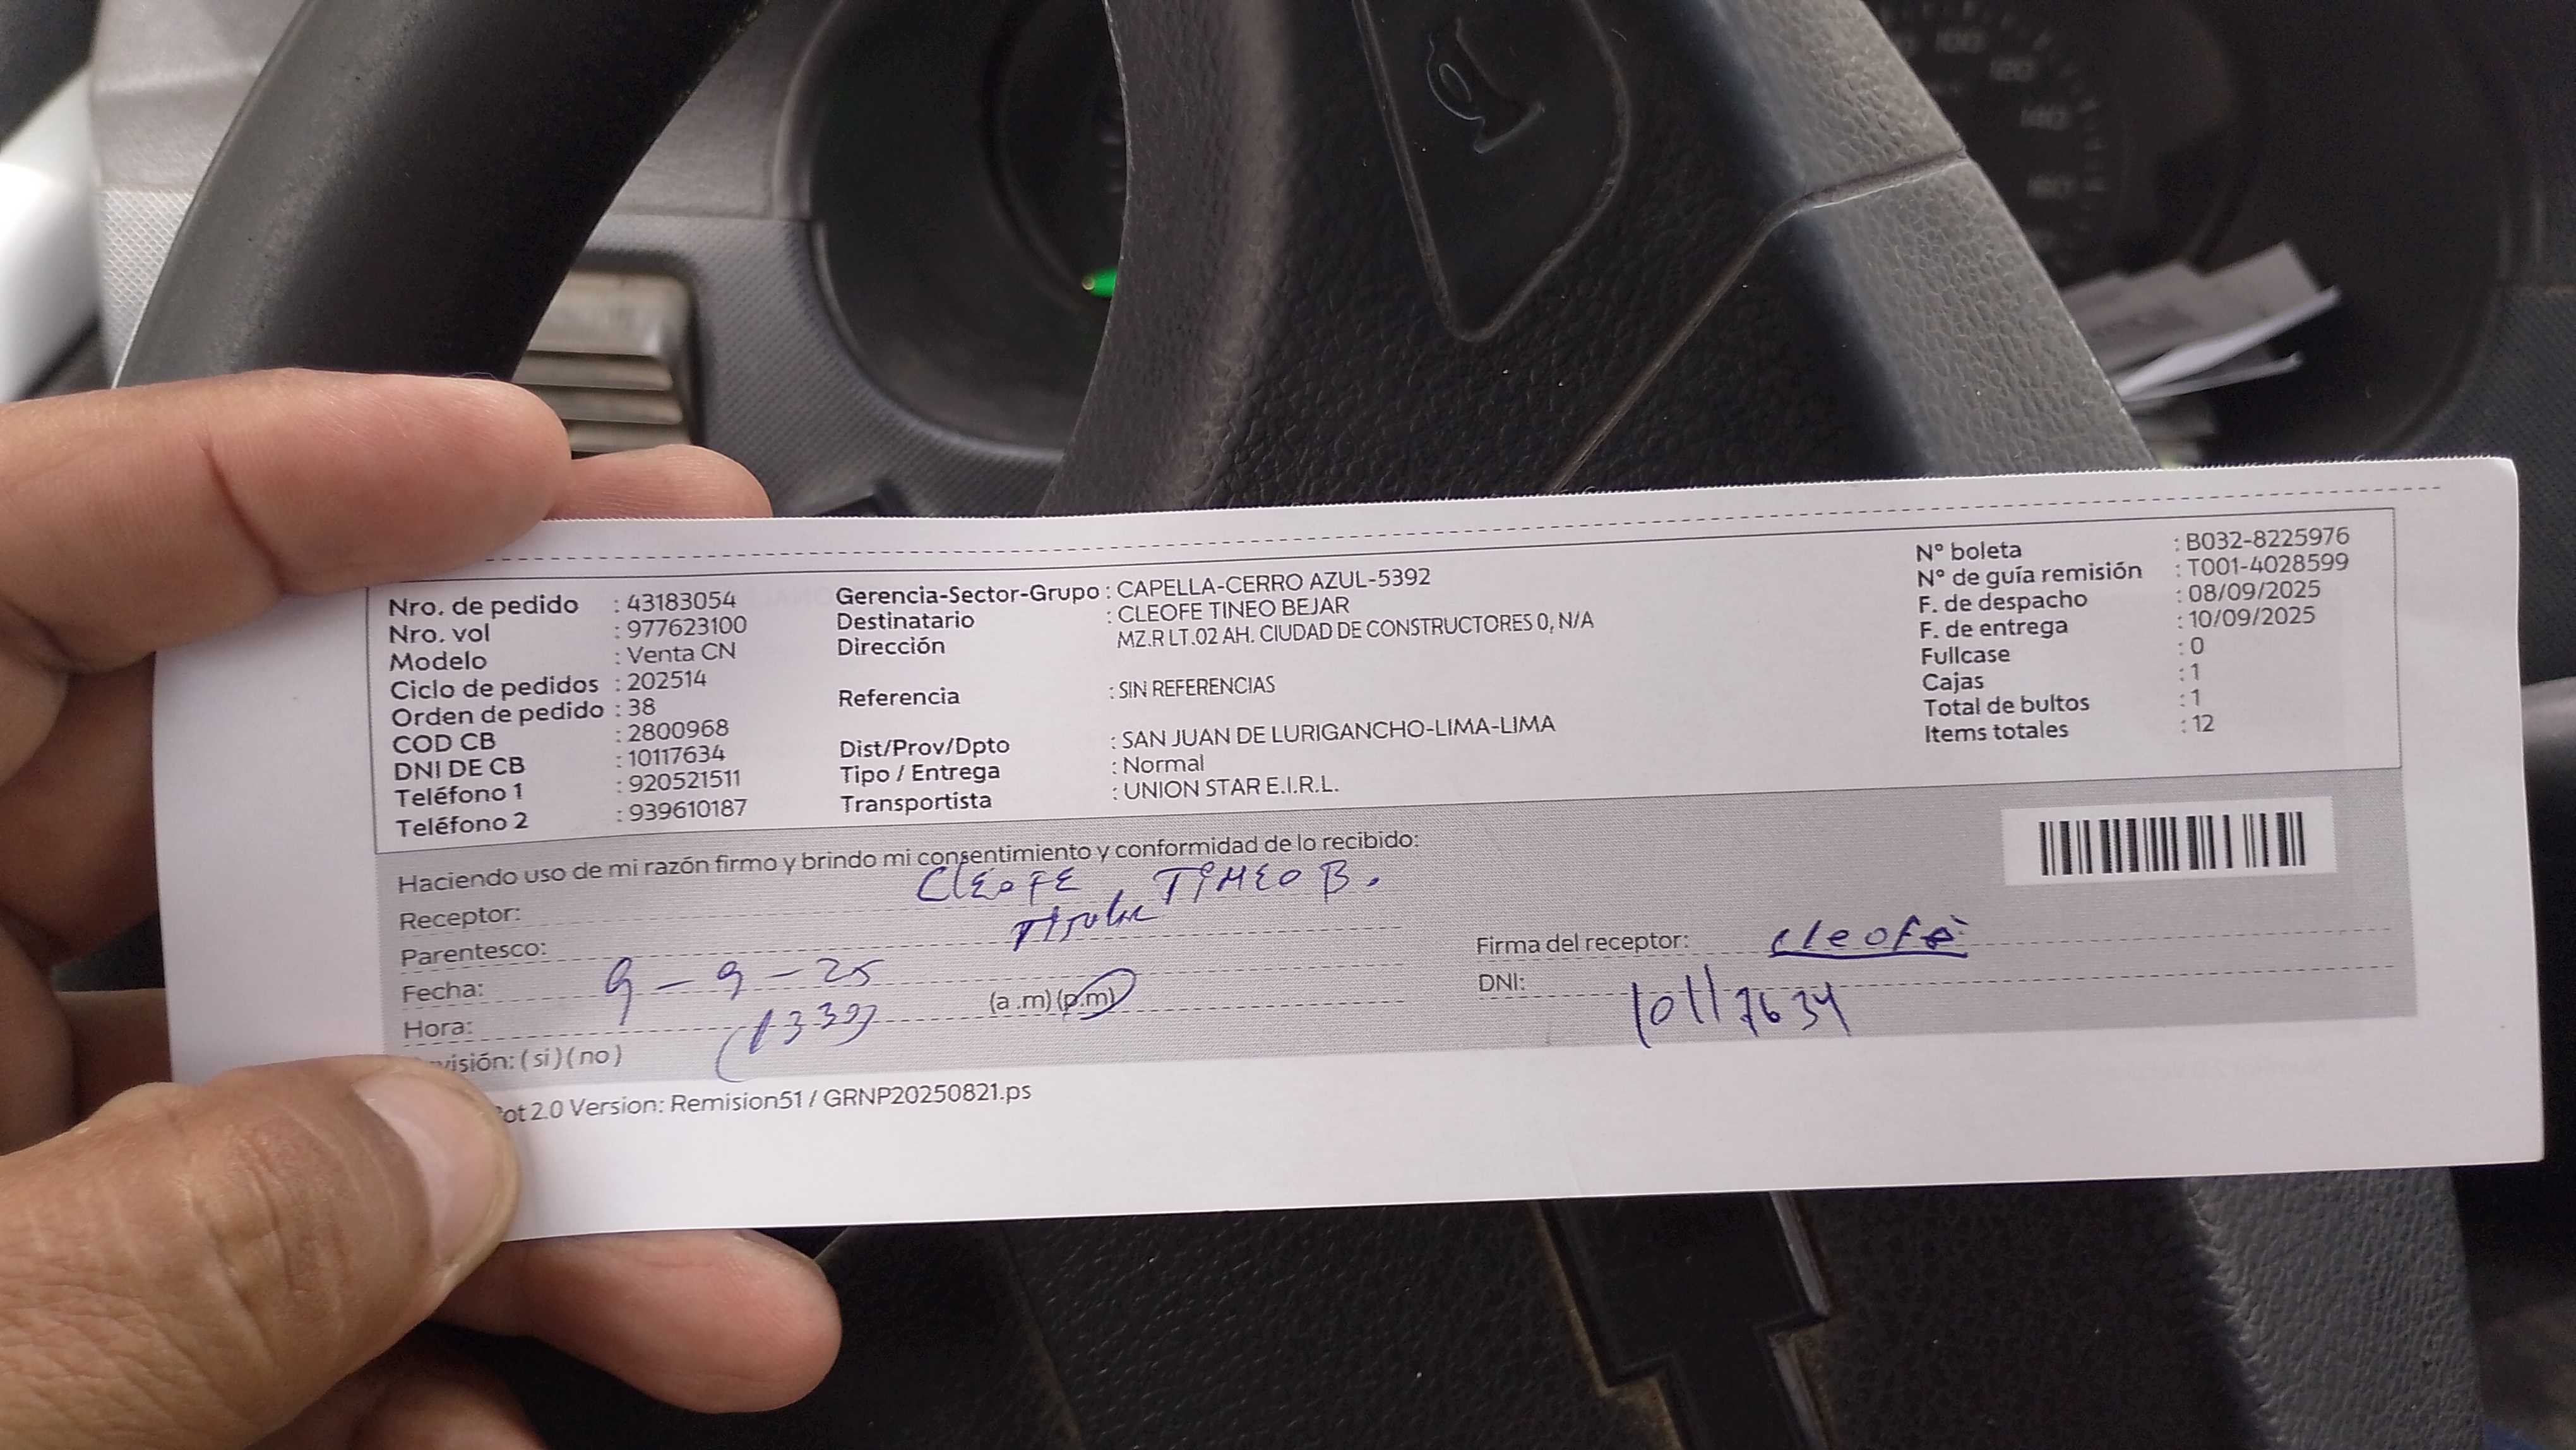 Nro. de pedido : 43183054
Nro. vol : 977623100
Modelo : Venta CN
Ciclo de pedidos : 202514
Orden de pedido : 38
COD CB : 2800968
DNI DE CB : 10117634
Teléfono 1 : 920521511
Teléfono 2 : 939610187
Gerencia-Sector-Grupo : CAPELLA-CERRO AZUL-5392
Destinatario : CLEOFE TINEO BEJAR
Dirección MZ.R LT.02 AH. CIUDAD DE CONSTRUCTORES 0, N/A
Referencia : SIN REFERENCIAS
Dist/Prov/Dpto : SAN JUAN DE LURIGANCHO-LIMA-LIMA
Tipo / Entrega : Normal
Transportista : UNION STAR E.I.R.L.
N° boleta : B032-8225976
N° de guía remisión : T001-4028599
F. de despacho : 08/09/2025
F. de entrega : 10/09/2025
Fullcase : 0
Cajas : 1
Total de bultos : 1
Items totales : 12
Haciendo uso de mi razón firmo y brindo mi consentimiento y conformidad de lo recibido:
Receptor: CLEOFE TINEO B.
Parentesco: Titular
Fecha: 9-9-25
Hora: (1339) (a .m) (p.m)
visión: ( si ) ( no )
Firma del receptor: cleofe
DNI: 10117634
ot 2.0 Version: Remision51 / GRNP20250821.ps
100
120
140